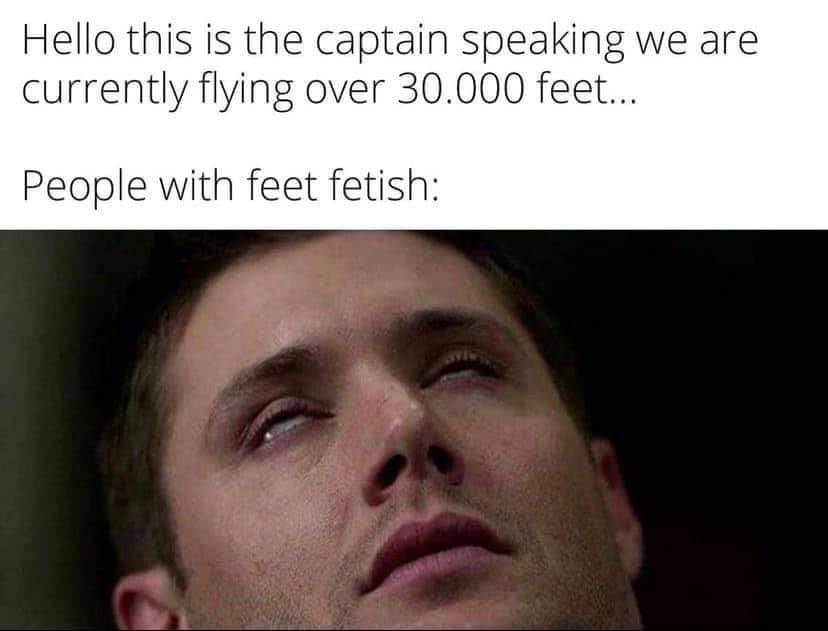 Hello this is the captain speaking we are
currently flying over 30.000 feet...
People with feet fetish: